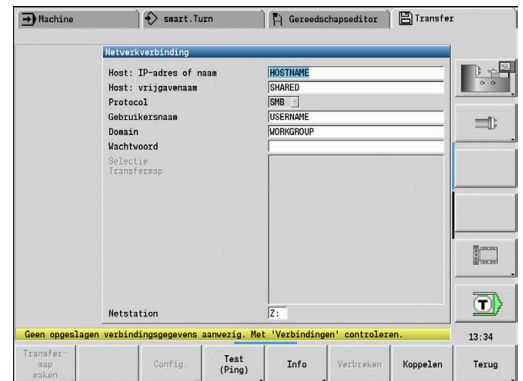 Machine
smart.Turn
Gereedschapseditor
Transfer
Netwerkverbinding
Host: IP-adres of naam
HOSTNAME
Host: vrijgavenaam
SHARED
Protocol
SMB
Gebruikersnaam
USERNAME
Domain
WORKGROUP
Wachtwoord
Selectie
Transfermap
T
Netstation
Z:
Geen opgeslagen verbindingsgegevens aanwezig. Met 'Verbindingen' controleren.
13:34
Transfer-
map
maken
Config.
Test
(Ping)
Info
Verbreken
Koppelen
Terug